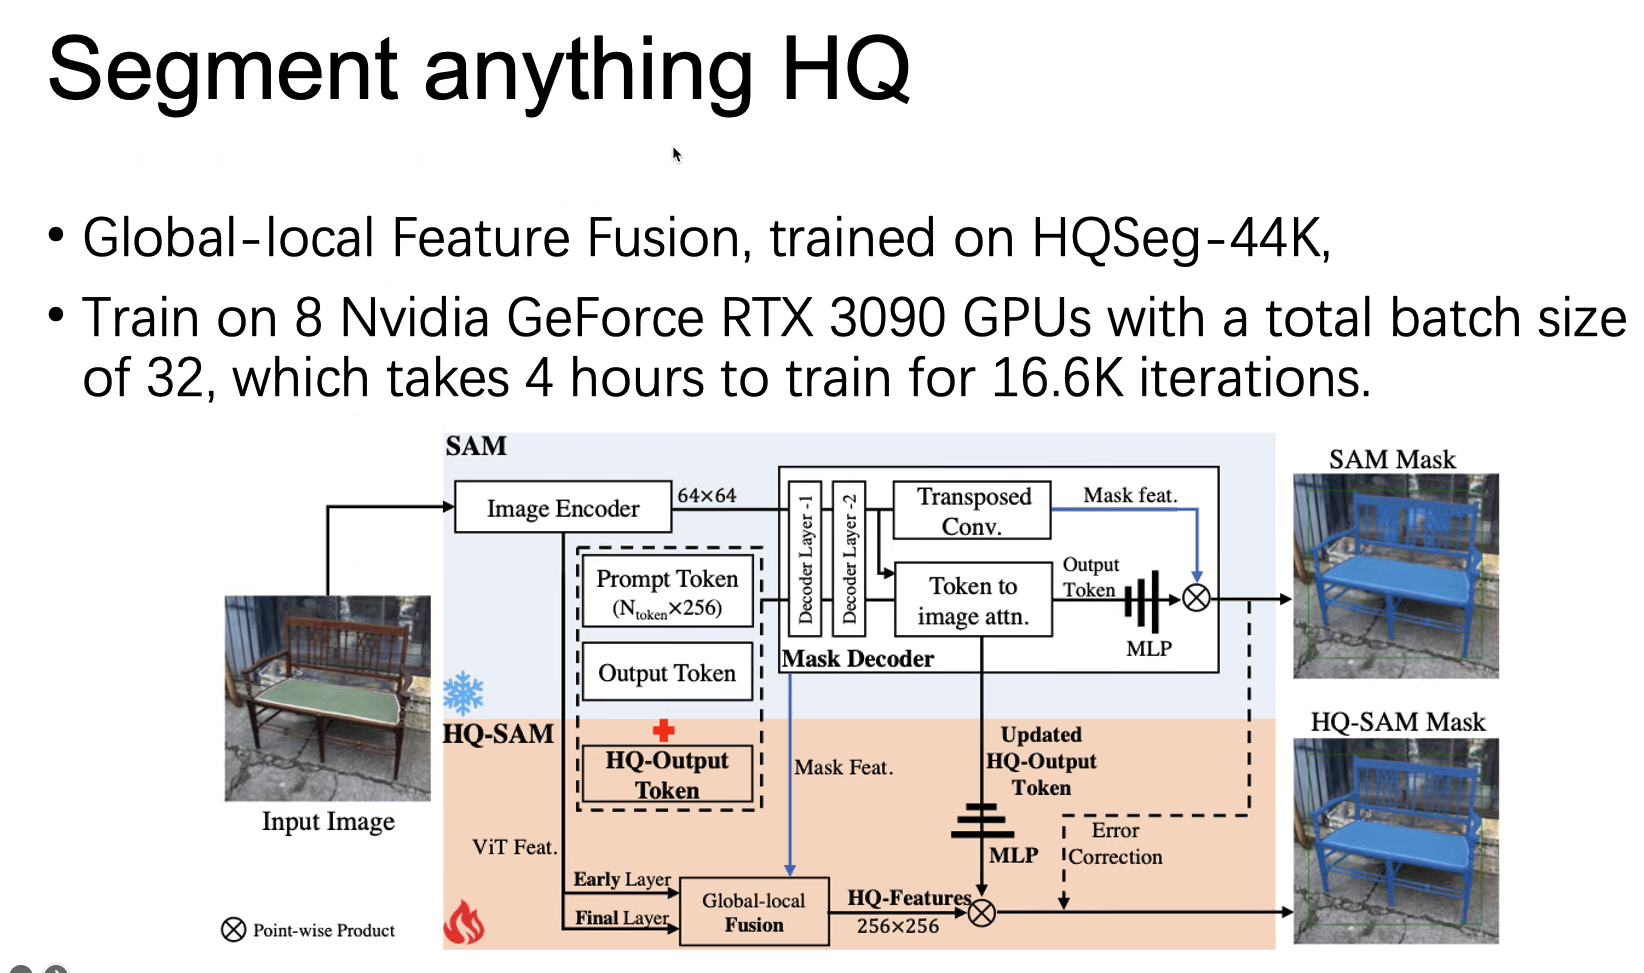 Segment anything HQ
• Global-local Feature Fusion, trained on HQSeg-44K,
• Train on 8 Nvidia GeForce RTX 3090 GPUs with a total batch size
of 32, which takes 4 hours to train for 16.6K iterations.
SAM
SAM Mask
Image Encoder
64×64
Decoder Layer -1
Decoder Layer -2
Transposed
Conv.
Mask feat.
Prompt Token
(Ntoken×256)
Token to
image attn.
Output
Token
MLP
Output Token
Mask Decoder
HQ-SAM
HQ-Output
Token
Mask Feat.
Updated
HQ-Output
Token
HQ-SAM Mask
Input Image
ViT Feat.
MLP
Error
Correction
Early Layer
Final Layer
Global-local
Fusion
HQ-Features
256×256
Point-wise Product